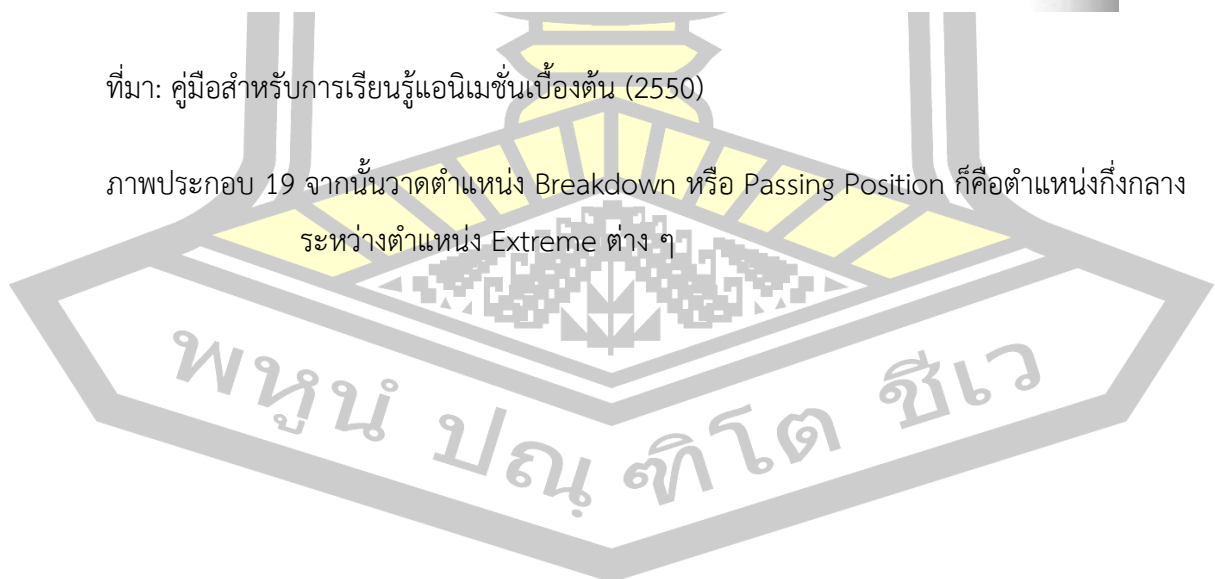 ที่มา: คู่มือสำหรับการเรียนรู้แอนิเมชั่นเบื้องต้น (2550)
ภาพประกอบ 19 จากนั้นวาดตำแหน่ง Breakdown หรือ Passing Position ก็คือตำแหน่งกึ่งกลาง
ระหว่างตำแหน่ง Extreme ต่าง ๆ
พหูนํ ปณฺฑิโต ชีเว